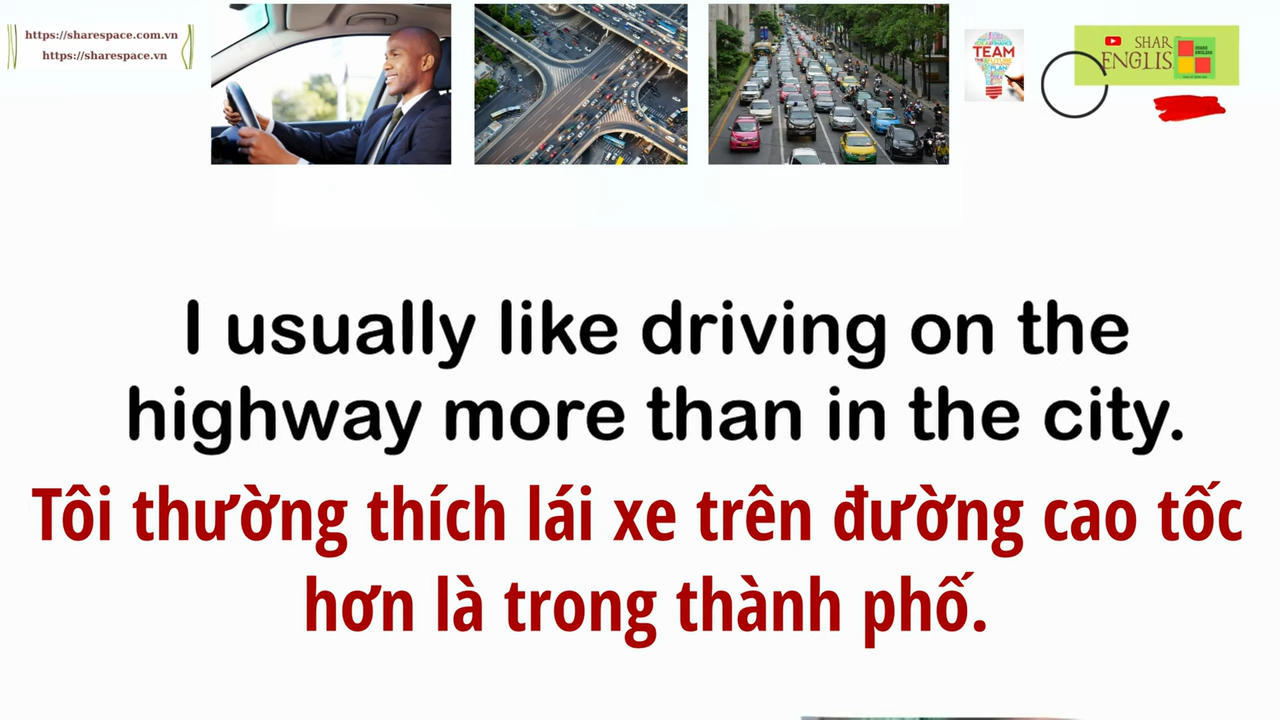 https://sharespace.com.vn
https://sharespace.vn
TEAM
PLAN
SHAR
ENGLIS
I usually like driving on the
highway more than in the city.
Tôi thường thích lái xe trên đường cao tốc
hơn là trong thành phố.